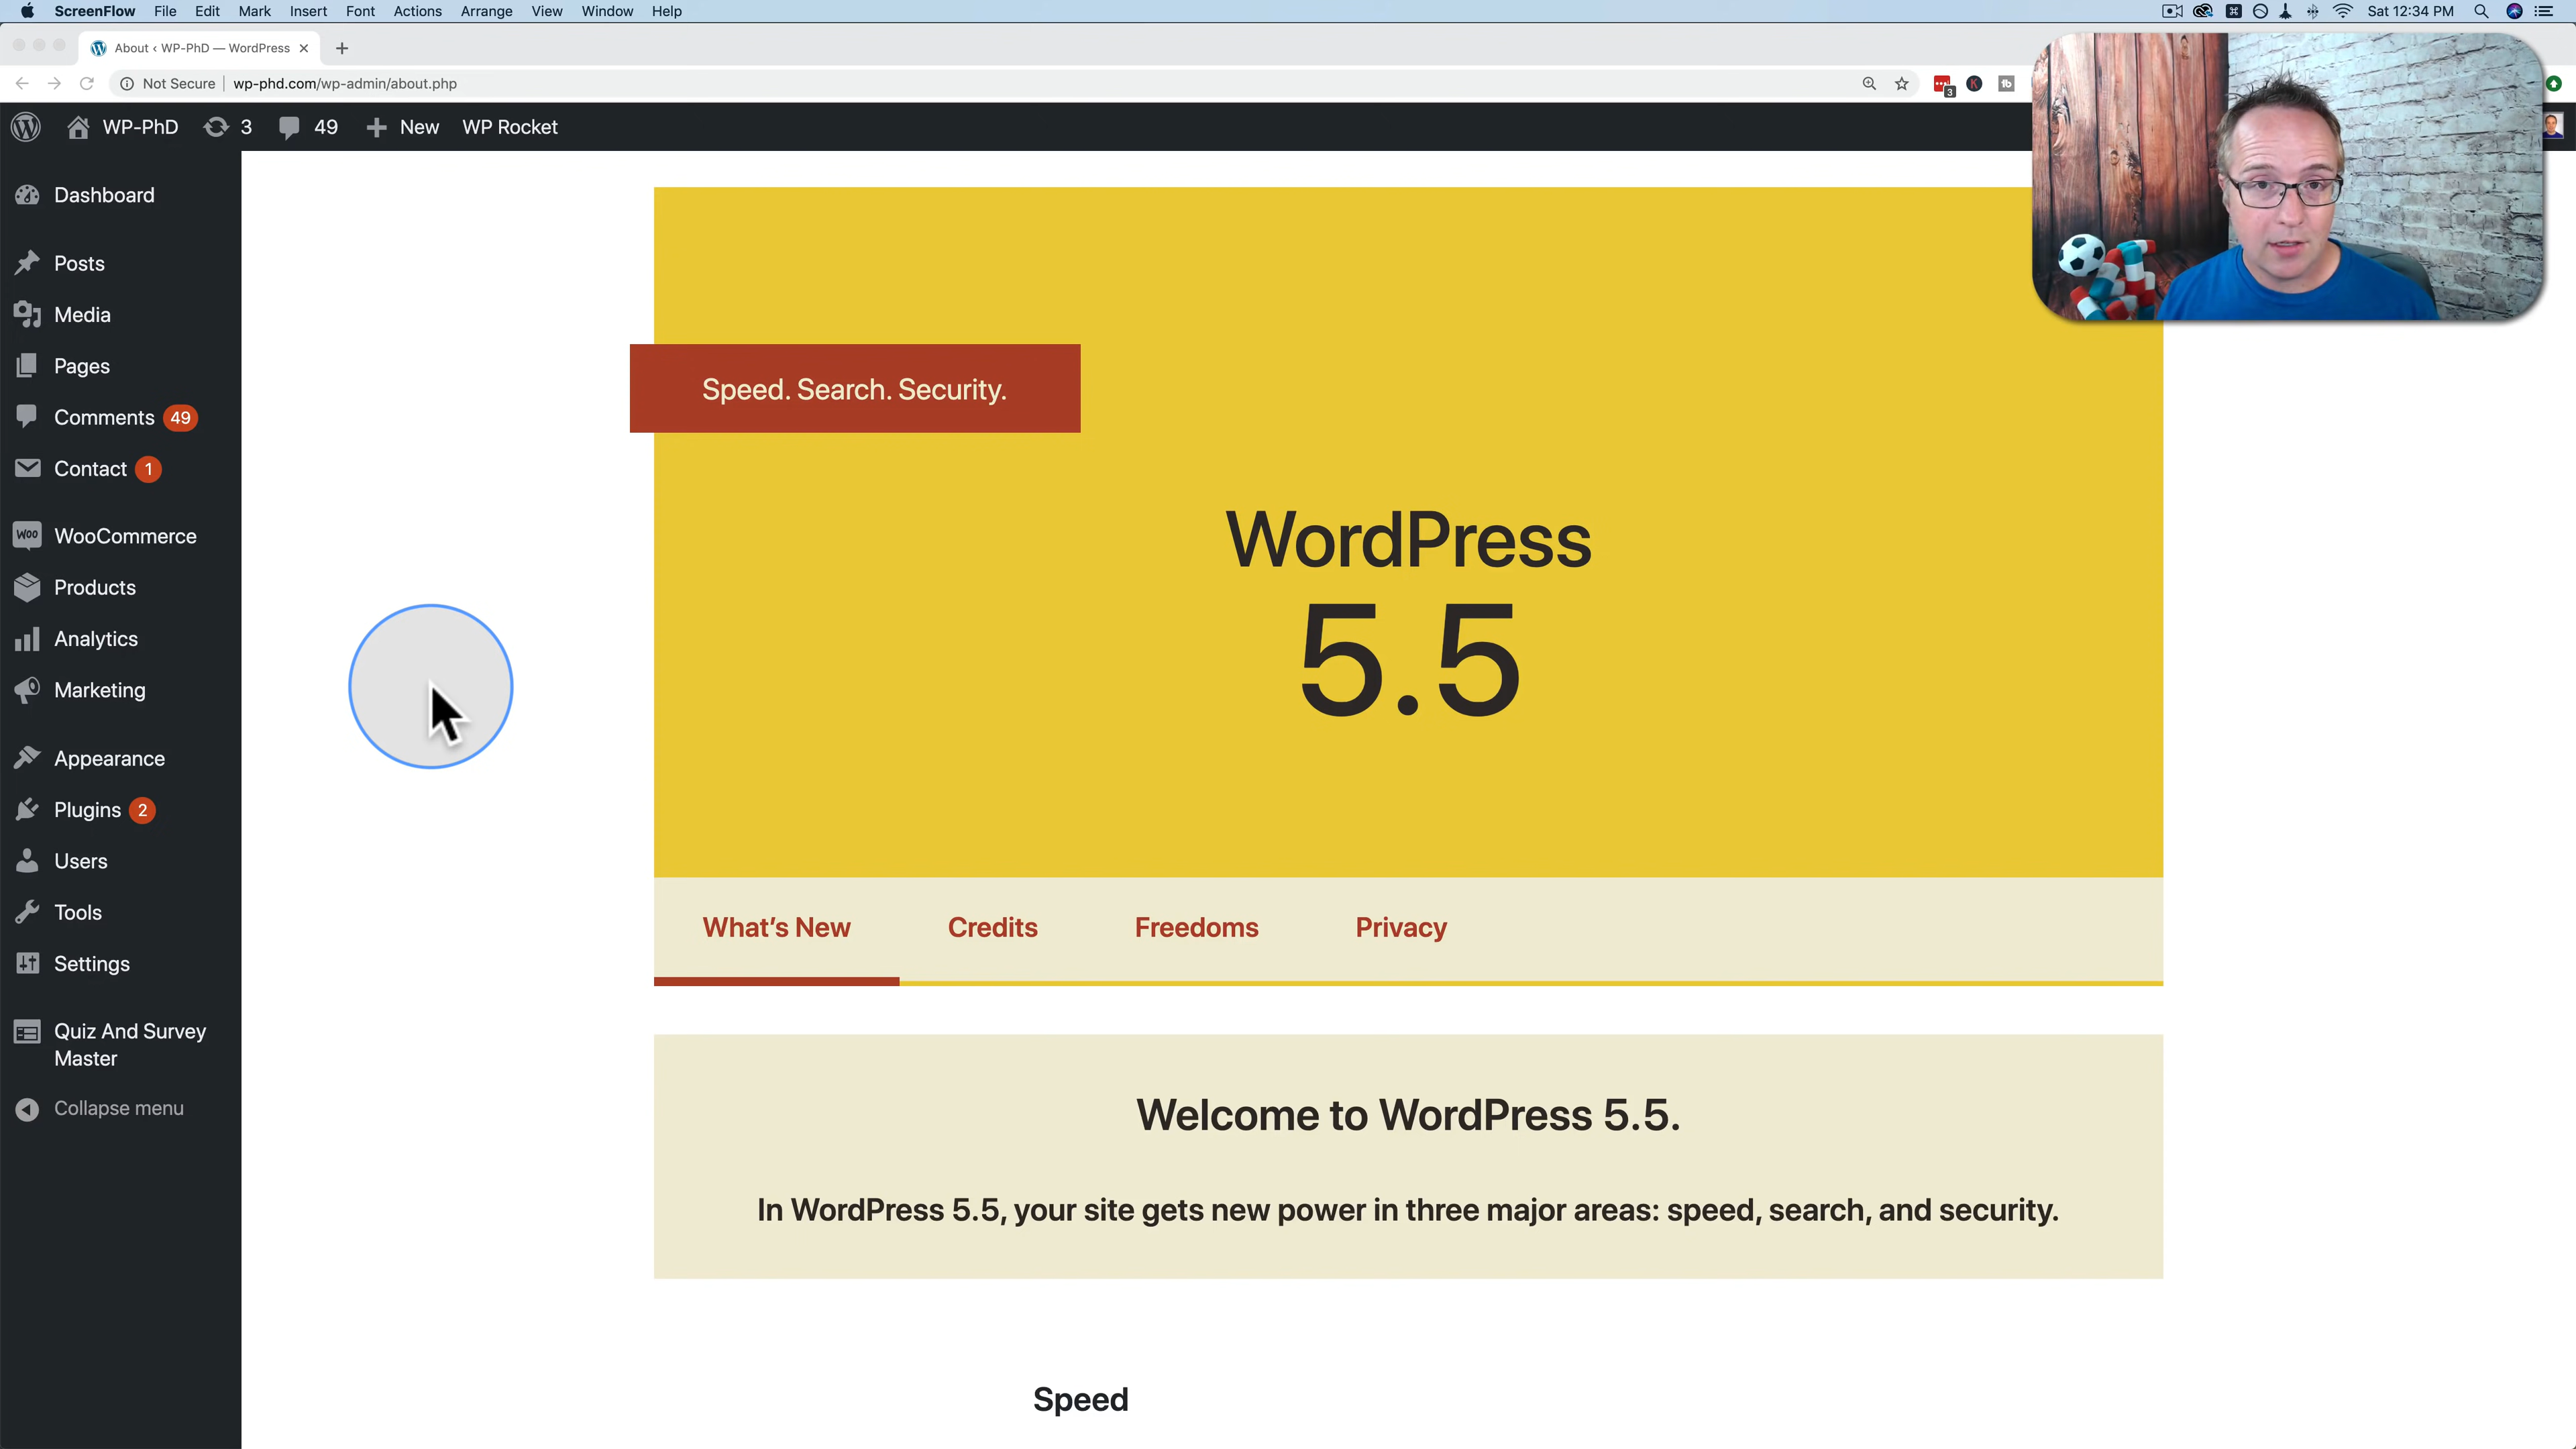 ScreenFlow File Edit Mark Insert Font Actions Arrange View Window Help
Sat 12:34 PM
About ‹ WP-PhD — WordPress
Not Secure wp-phd.com/wp-admin/about.php
3
K
tb
WP-PhD 3 49 New WP Rocket
Dashboard
Posts
Media
Pages
Comments 49
Contact 1
Woo WooCommerce
Products
Analytics
Marketing
Appearance
Plugins 2
Users
Tools
Settings
Quiz And Survey
Master
Collapse menu
Speed. Search. Security.
WordPress
5.5
What's New Credits Freedoms Privacy
Welcome to WordPress 5.5.
In WordPress 5.5, your site gets new power in three major areas: speed, search, and security.
Speed